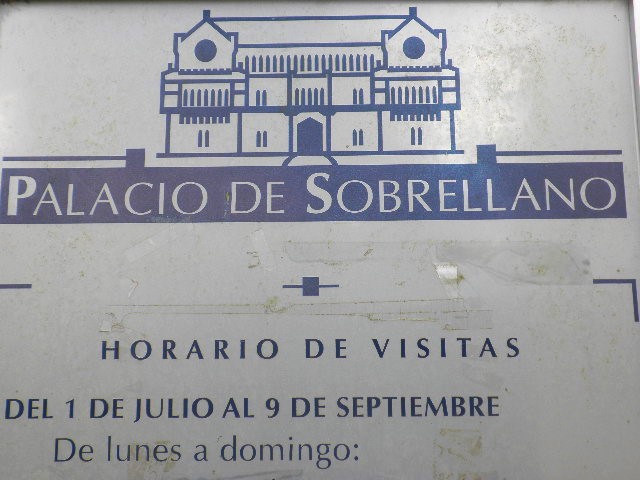 PALACIO DE SOBRELLANO
HORARIO DE VISITAS
DEL 1 DE JULIO AL 9 DE SEPTIEMBRE
De lunes a domingo: